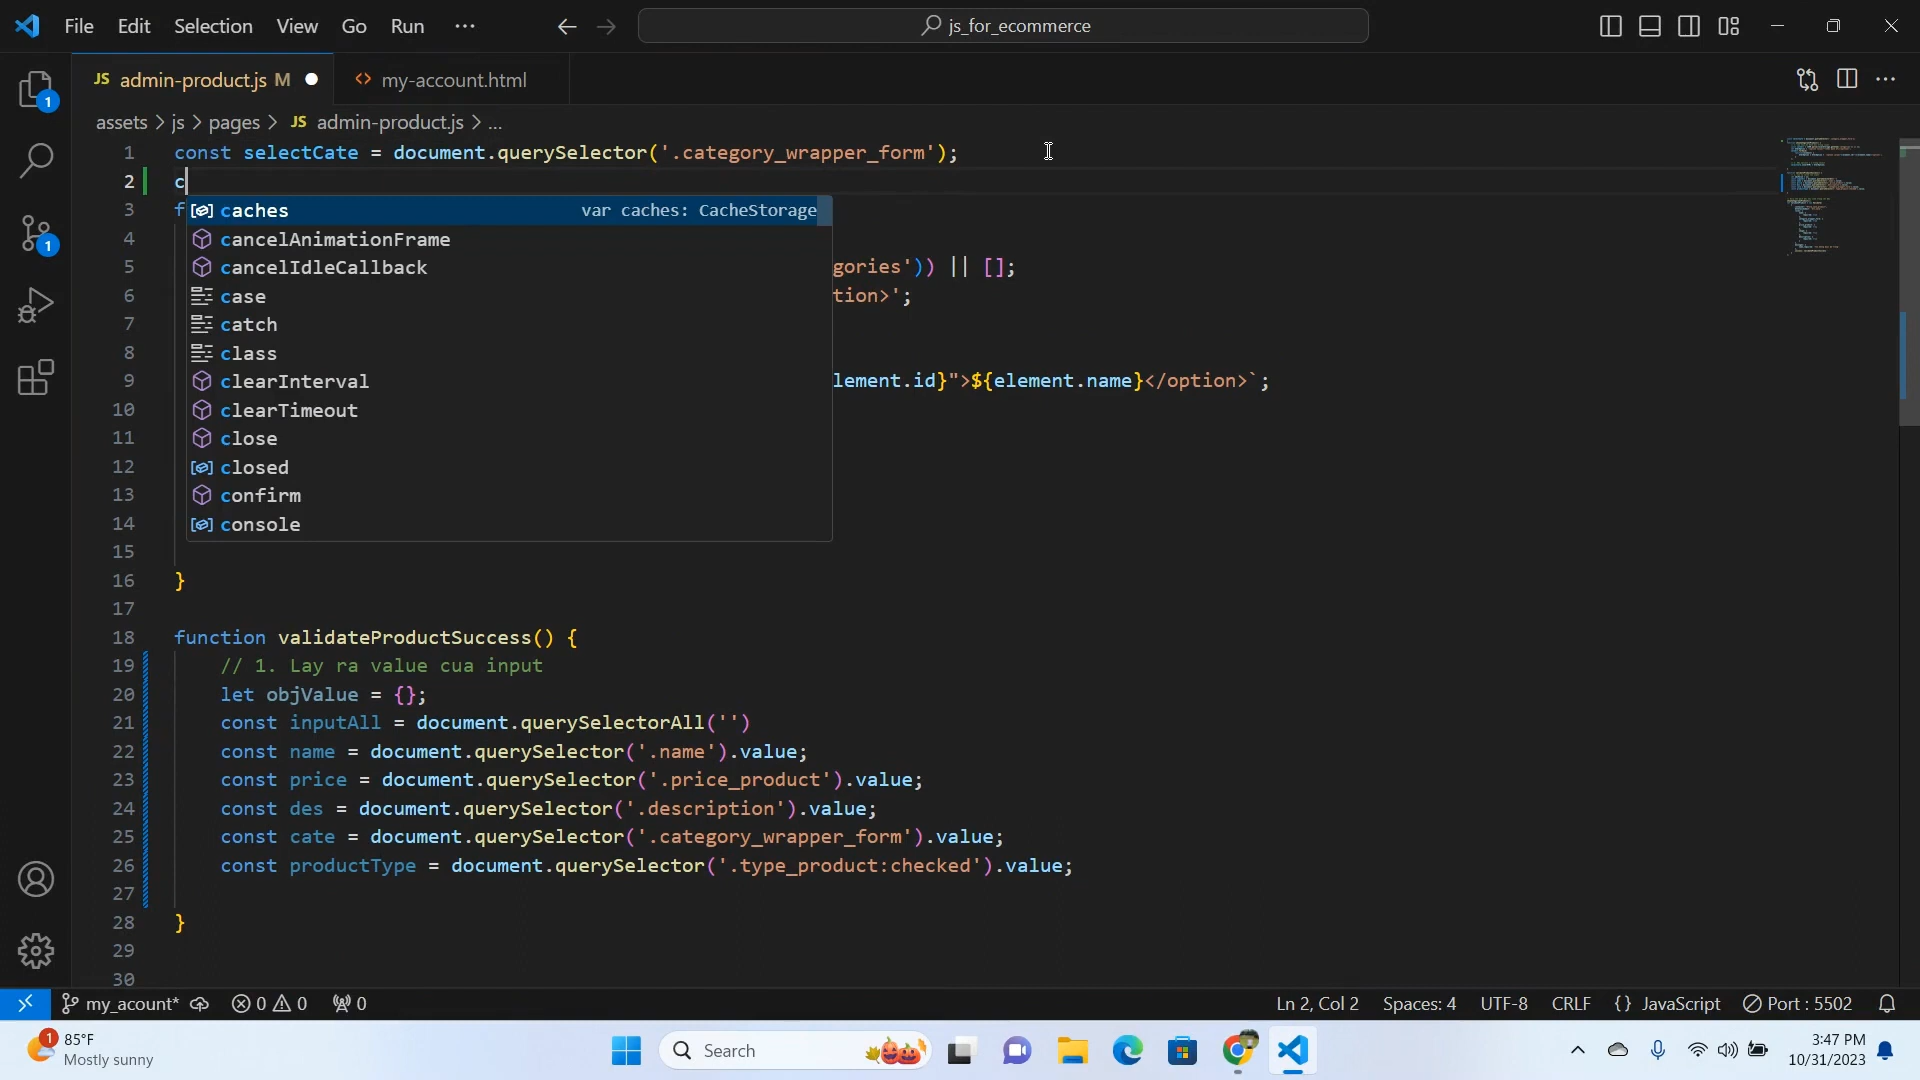 File Edit Selection View Go Run ··· js_for_ecommerce
JS admin-product.js M my-account.html
assets > js > pages > JS admin-product.js > ...
1 const selectCate = document.querySelector('.category_wrapper_form');
2 c
3 f
caches var caches: CacheStorage
4 cancelAnimationFrame
5 cancelIdleCallback gories')) || [];
6 case tion>';
7 catch
8 class
9 clearInterval lement.id}">${element.name}</option>`;
10 clearTimeout
11 close
12 closed
13 confirm
14 console
15
16 }
17
18 function validateProductSuccess() {
19 // 1. Lay ra value cua input
20 let objValue = {};
21 const inputAll = document.querySelectorAll('')
22 const name = document.querySelector('.name').value;
23 const price = document.querySelector('.price_product').value;
24 const des = document.querySelector('.description').value;
25 const cate = document.querySelector('.category_wrapper_form').value;
26 const productType = document.querySelector('.type_product:checked').value;
27
28 }
29
30
1
1
my_acount* 0 0 0 Ln 2, Col 2 Spaces: 4 UTF-8 CRLF {} JavaScript Port : 5502
1 85°F
Mostly sunny
Search
3:47 PM
10/31/2023